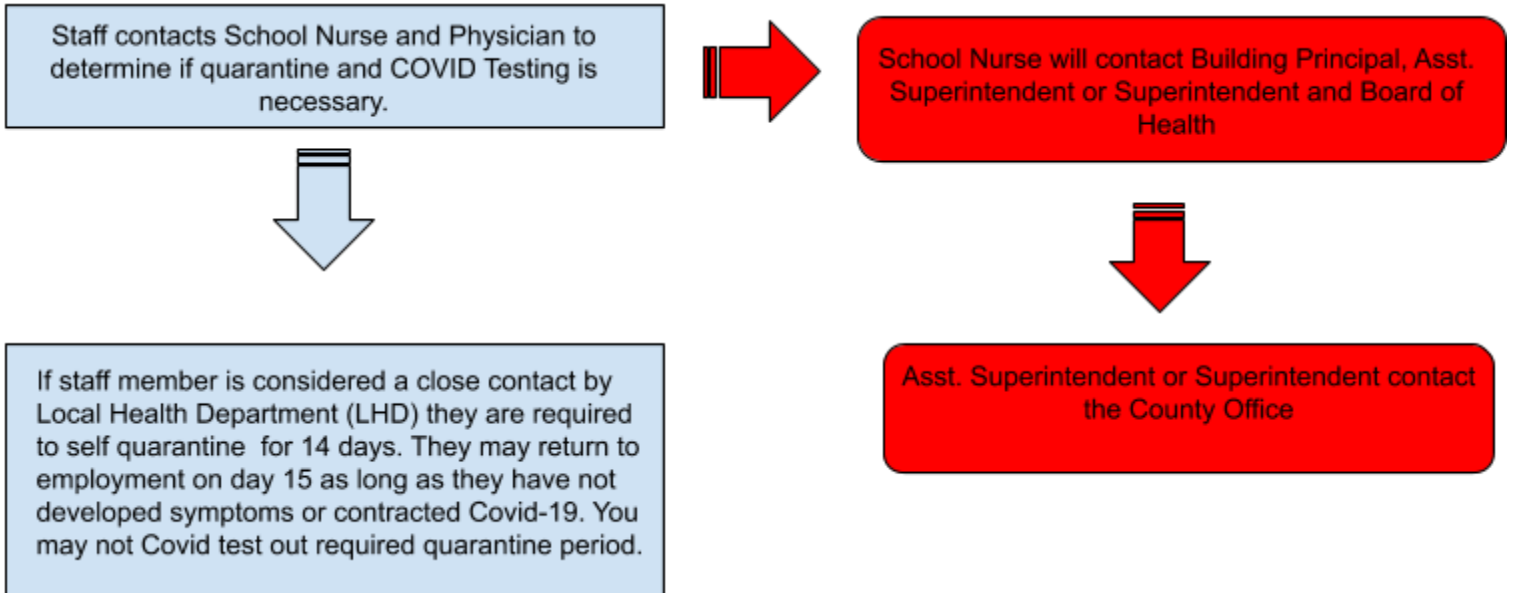 Staff contacts School Nurse and Physician to
determine if quarantine and COVID Testing is
necessary.
School Nurse will contact Building Principal, Asst.
Superintendent or Superintendent and Board of
Health
If staff member is considered a close contact by
Local Health Department (LHD) they are required
to self quarantine  for 14 days. They may return to
employment on day 15 as long as they have not
developed symptoms or contracted Covid-19. You
may not Covid test out required quarantine period.
Asst. Superintendent or Superintendent contact
the County Office